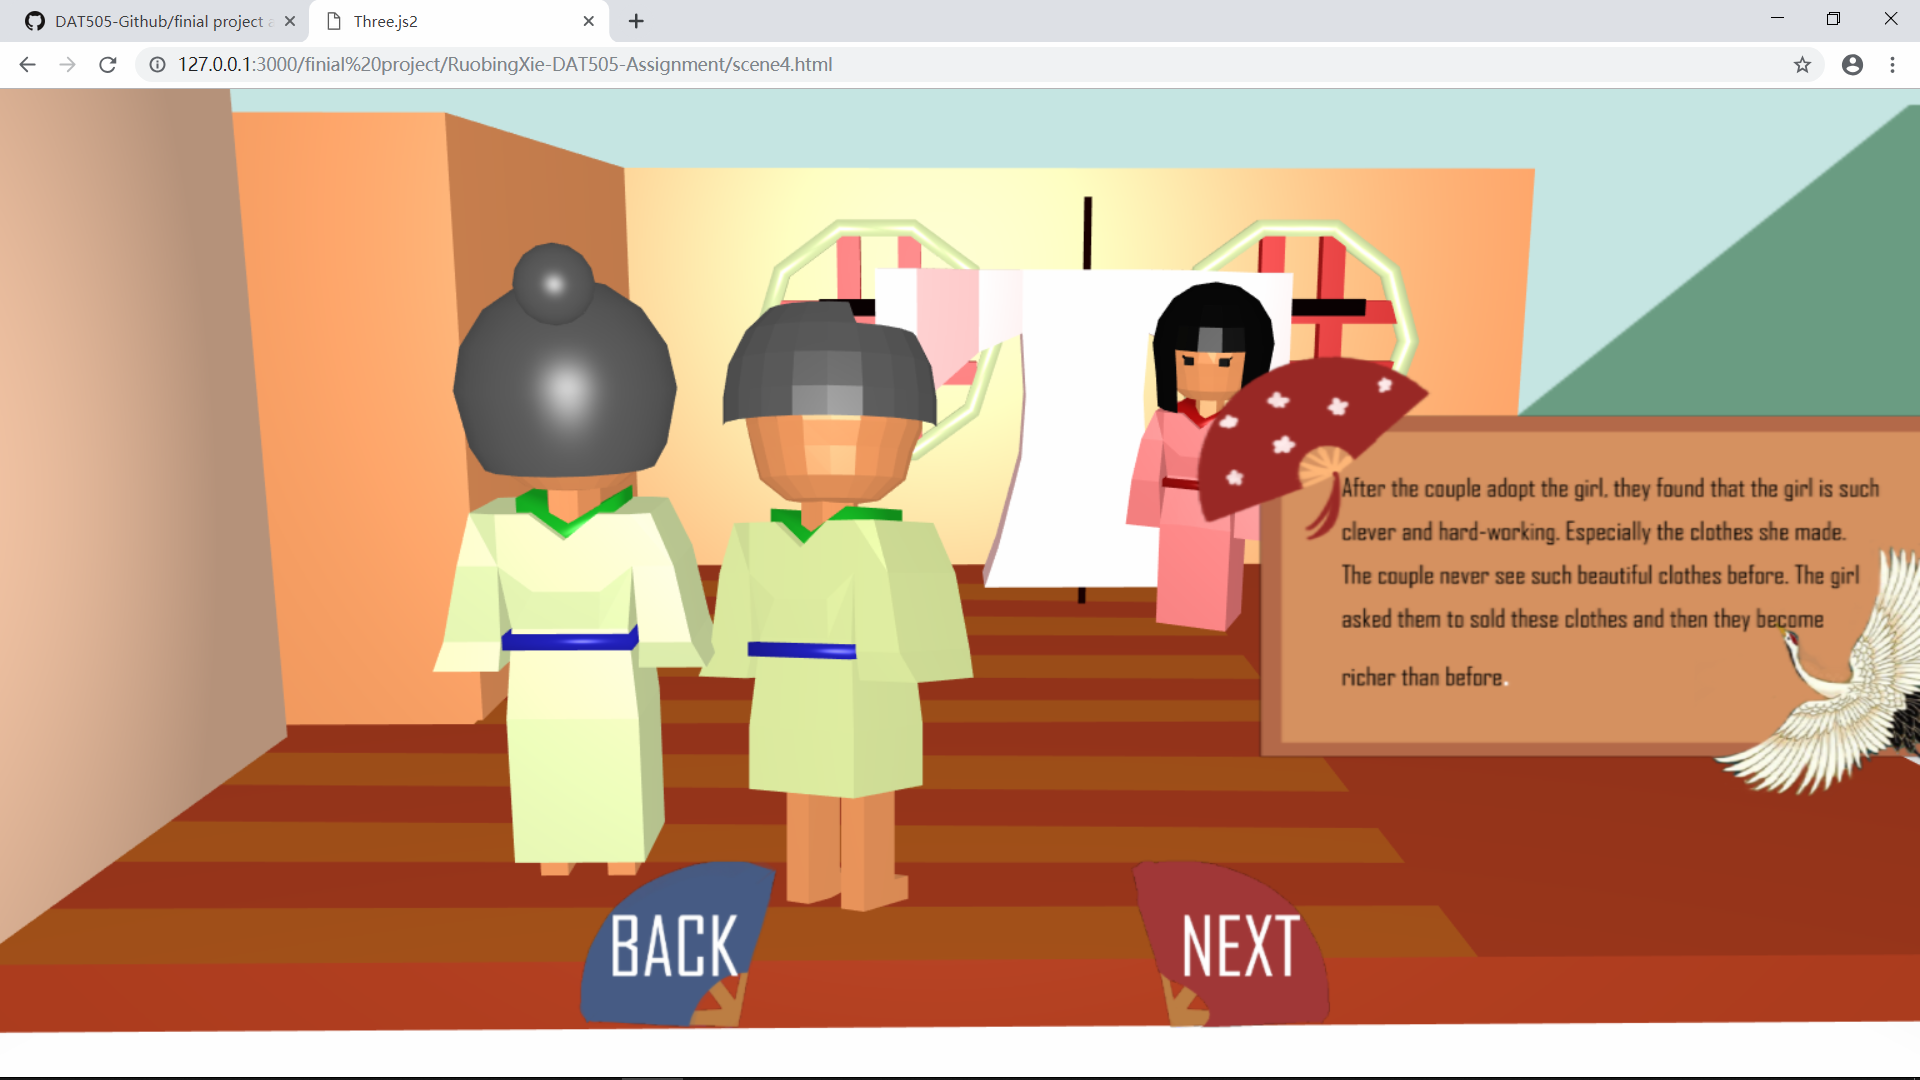 DAT505-Github/finial project a
Three.js2
127.0.0.1:3000/finial%20project/RuobingXie-DAT505-Assignment/scene4.html
After the couple adopt the girl, they found that the girl is such
clever and hard-working. Especially the clothes she made.
The couple never see such beautiful clothes before. The girl
asked them to sold these clothes and then they become
richer than before.
BACK
NEXT